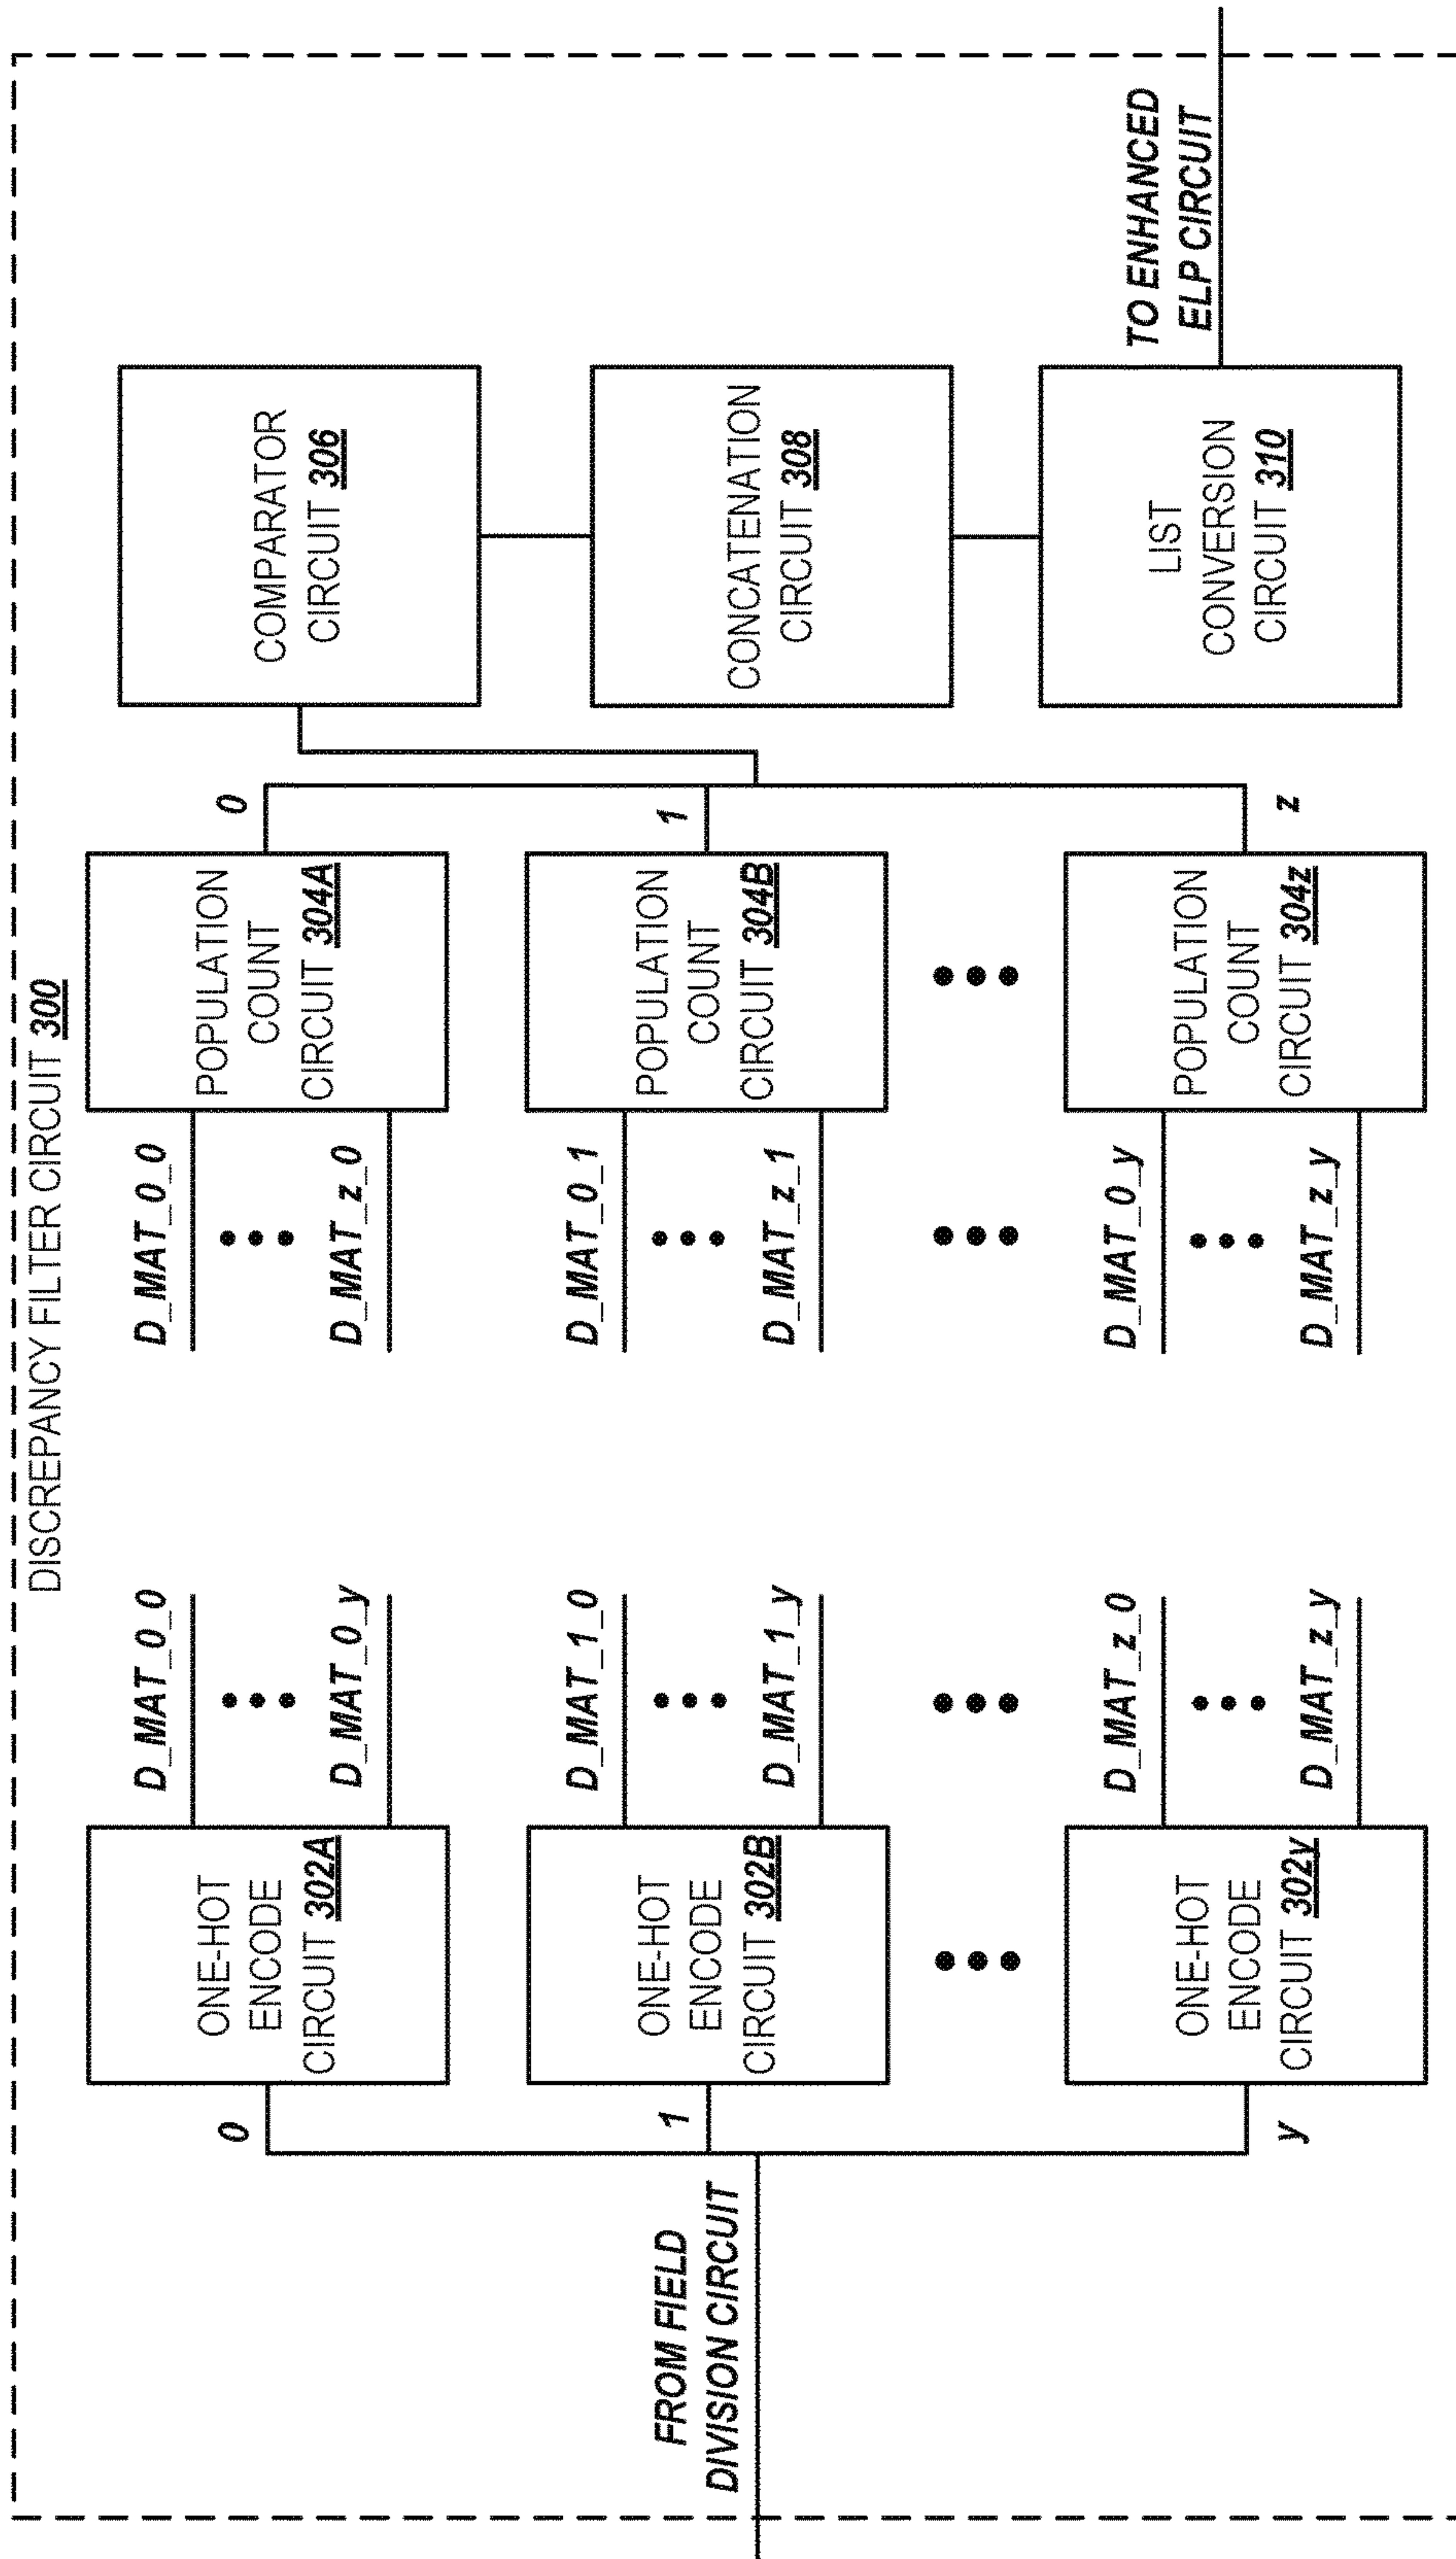 DISCREPANCY FILTER CIRCUIT 300
FROM FIELD
DIVISION CIRCUIT
0
1
y
ONE-HOT
ENCODE
CIRCUIT 302A
ONE-HOT
ENCODE
CIRCUIT 302B
ONE-HOT
ENCODE
CIRCUIT 302y
D_MAT_0_0
D_MAT_0_y
D_MAT_1_0
D_MAT_1_y
D_MAT_z_0
D_MAT_z_y
D_MAT_0_0
D_MAT_z_0
D_MAT_0_1
D_MAT_z_1
D_MAT_0_y
D_MAT_z_y
POPULATION
COUNT
CIRCUIT 304A
POPULATION
COUNT
CIRCUIT 304B
POPULATION
COUNT
CIRCUIT 304z
0
1
z
COMPARATOR
CIRCUIT 306
CONCATENATION
CIRCUIT 308
LIST
CONVERSION
CIRCUIT 310
TO ENHANCED
ELP CIRCUIT